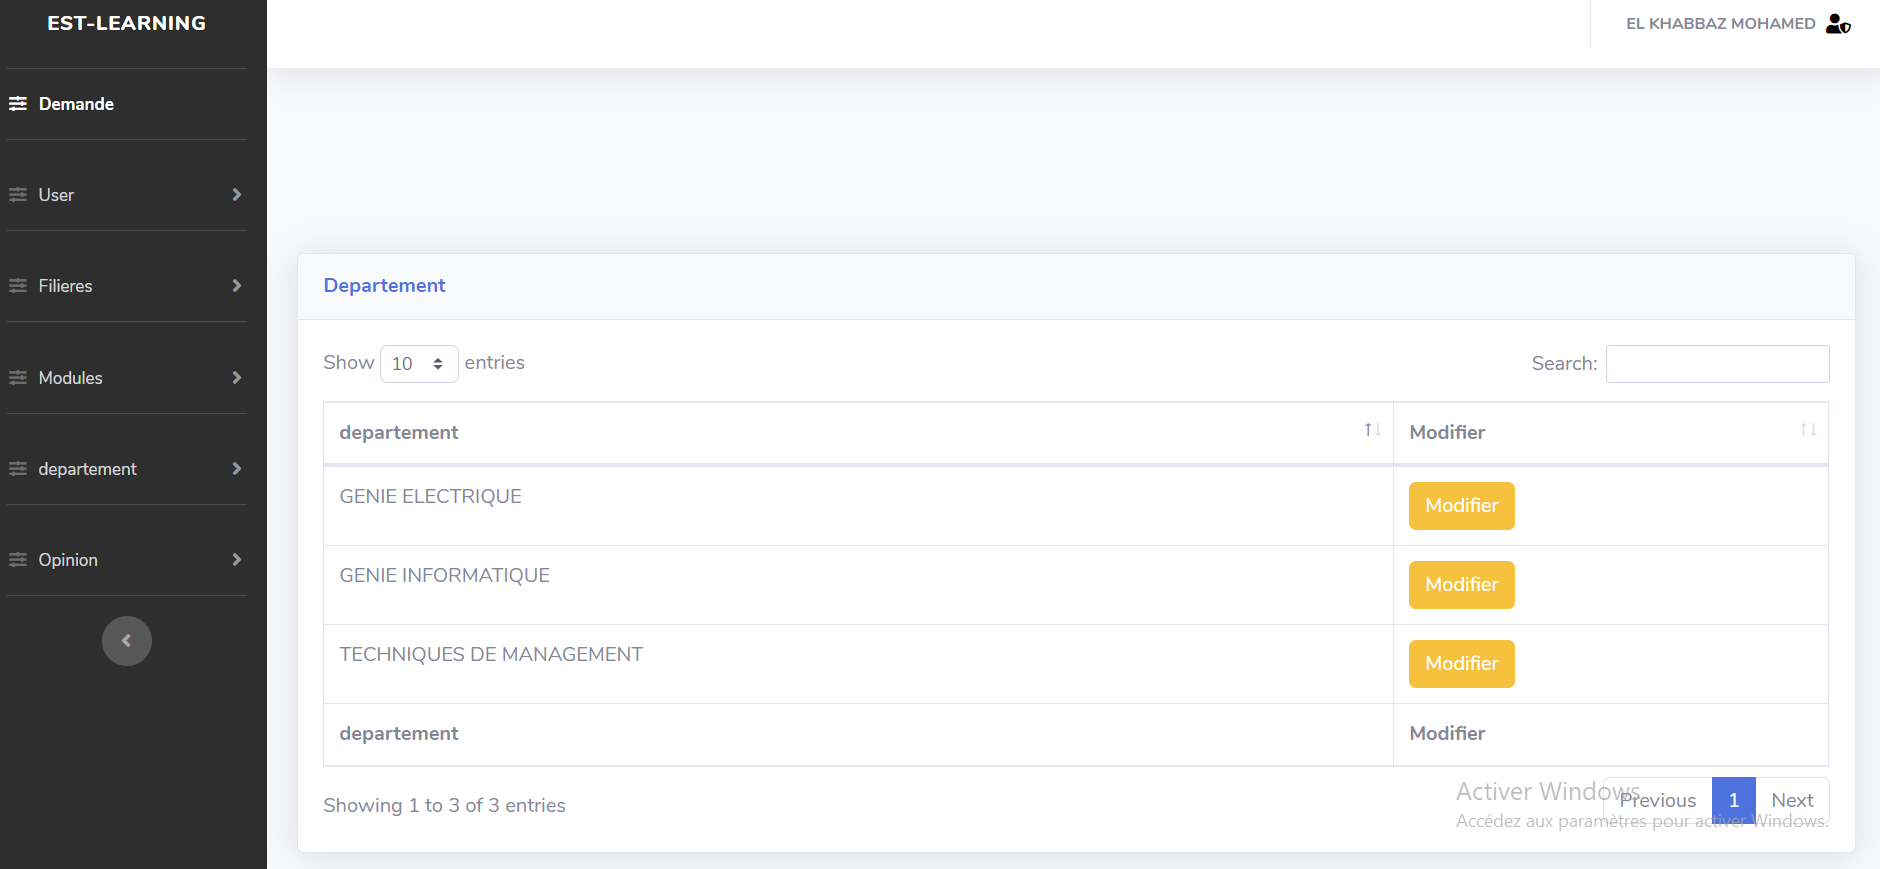 EST-LEARNING
EL KHABBAZ MOHAMED
Demande
User
Filieres
Modules
departement
Opinion
Departement
Show 10 entries
Search:
departement Modifier
GENIE ELECTRIQUE Modifier
GENIE INFORMATIQUE Modifier
TECHNIQUES DE MANAGEMENT Modifier
departement Modifier
Showing 1 to 3 of 3 entries
Previous 1 Next
Activer Windows
Accédez aux paramètres pour activer Windows.